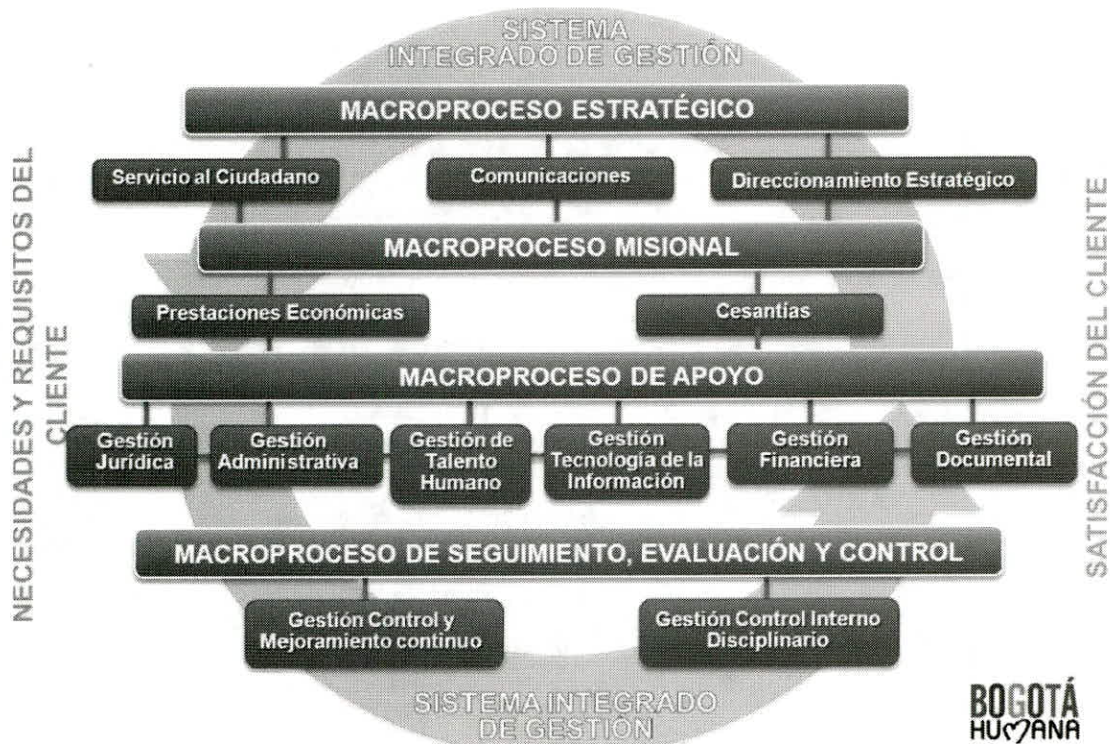 SISTEMA
INTEGRADO DE GESTIÓN
MACROPROCESO ESTRATÉGICO
Servicio al Ciudadano
Comunicaciones
Direccionamiento Estratégico
MACROPROCESO MISIONAL
Prestaciones Económicas
Cesantías
MACROPROCESO DE APOYO
Gestión
Jurídica
Gestión
Administrativa
Gestión de
Talento
Humano
Gestión
Tecnología de la
Información
Gestión
Financiera
Gestión
Documental
MACROPROCESO DE SEGUIMIENTO, EVALUACIÓN Y CONTROL
Gestión Control y
Mejoramiento continuo
Gestión Control Interno
Disciplinario
SISTEMA INTEGRADO
DE GESTIÓN
NECESIDADES Y REQUISITOS DEL
CLIENTE
SATISFACCIÓN DEL CLIENTE
BOGOTÁ
HUMANA